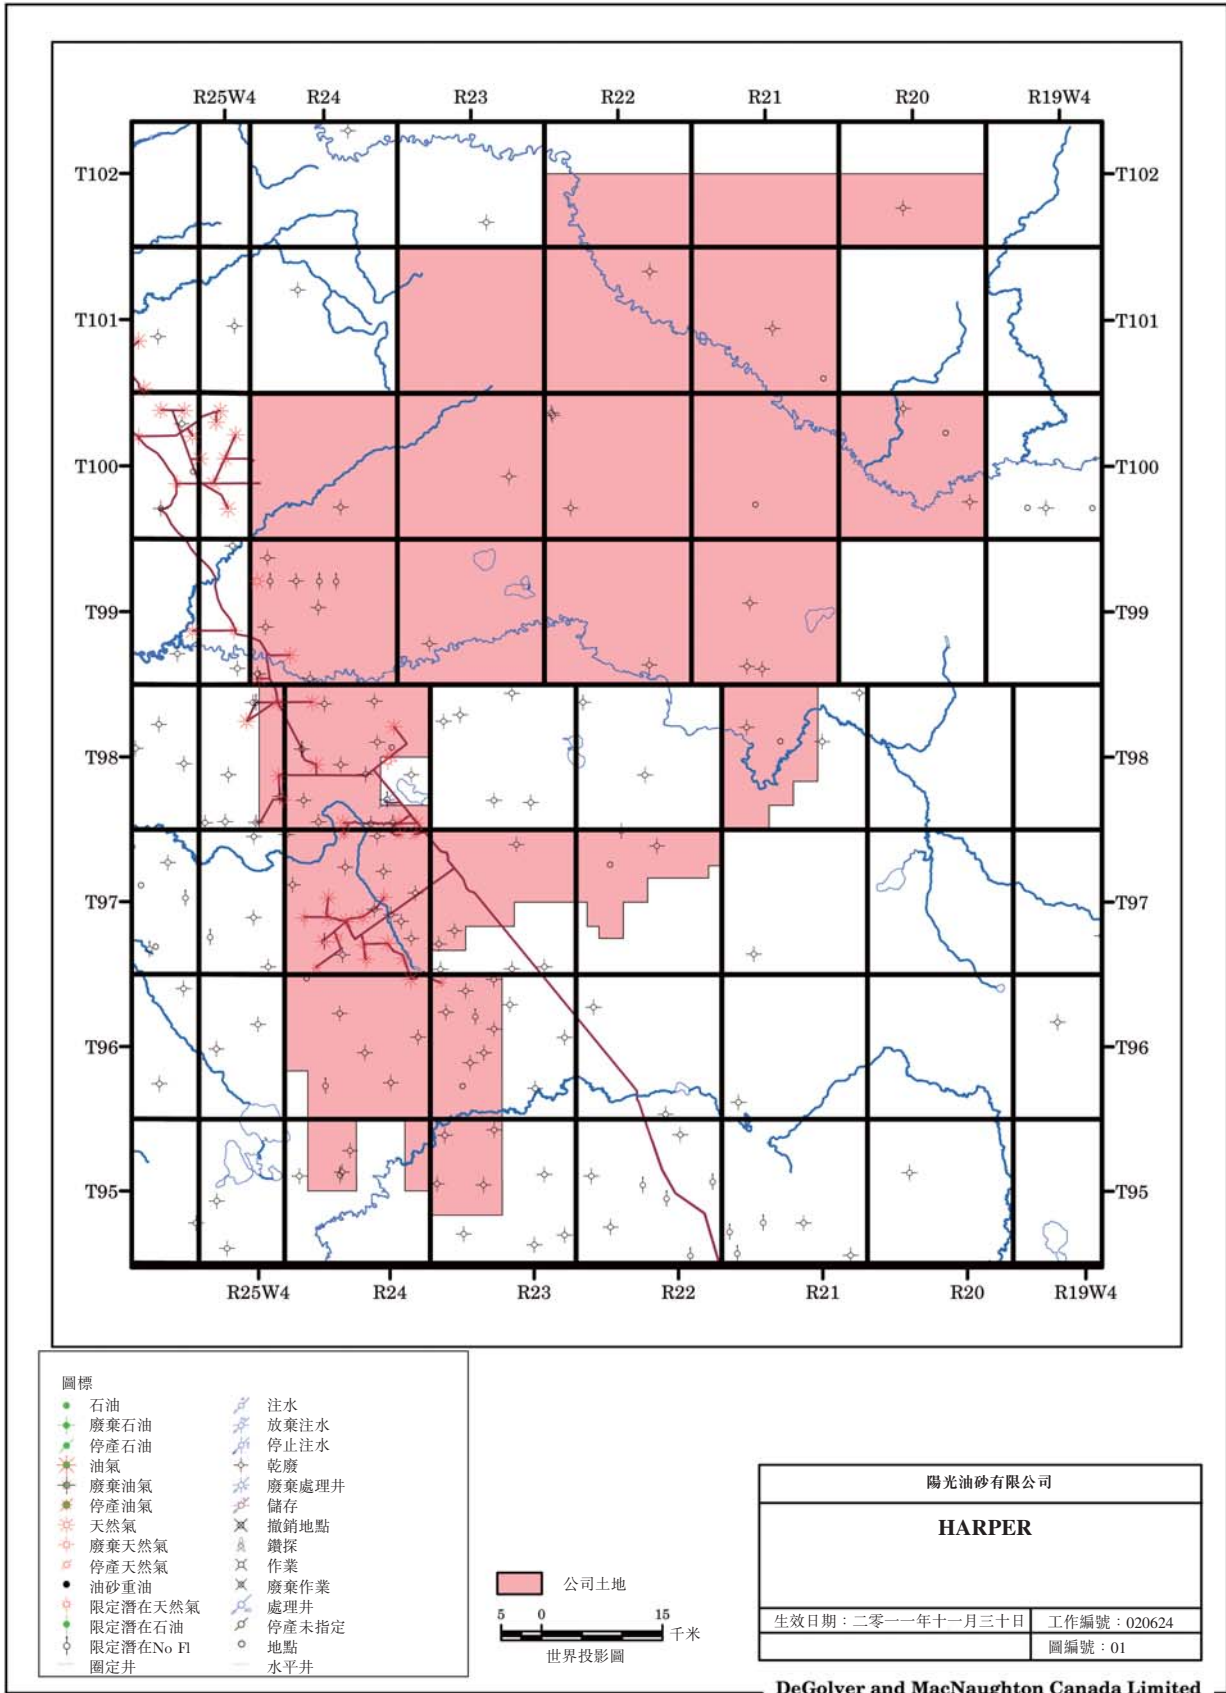 R25W4 R24 R23 R22 R21 R20 R19W4
T102 T102
T101 T101
T100 T100
T99 T99
T98 T98
T97 T97
T96 T96
T95 T95
R25W4 R24 R23 R22 R21 R20 R19W4
圖標
石油
廢棄石油
停產石油
油氣
廢棄油氣
停產油氣
天然氣
廢棄天然氣
停產天然氣
油砂重油
限定潛在天然氣
限定潛在石油
限定潛在No Fl
圈定井
注水
放棄注水
停止注水
乾廢
廢棄處理井
儲存
撤銷地點
鑽探
作業
廢棄作業
處理井
停產未指定
地點
水平井
公司土地
5 0 15
千米
世界投影圖
陽光油砂有限公司
HARPER
生效日期：二零一一年十一月三十日 工作編號：020624
圖編號：01
DeGolyer and MacNaughton Canada Limited